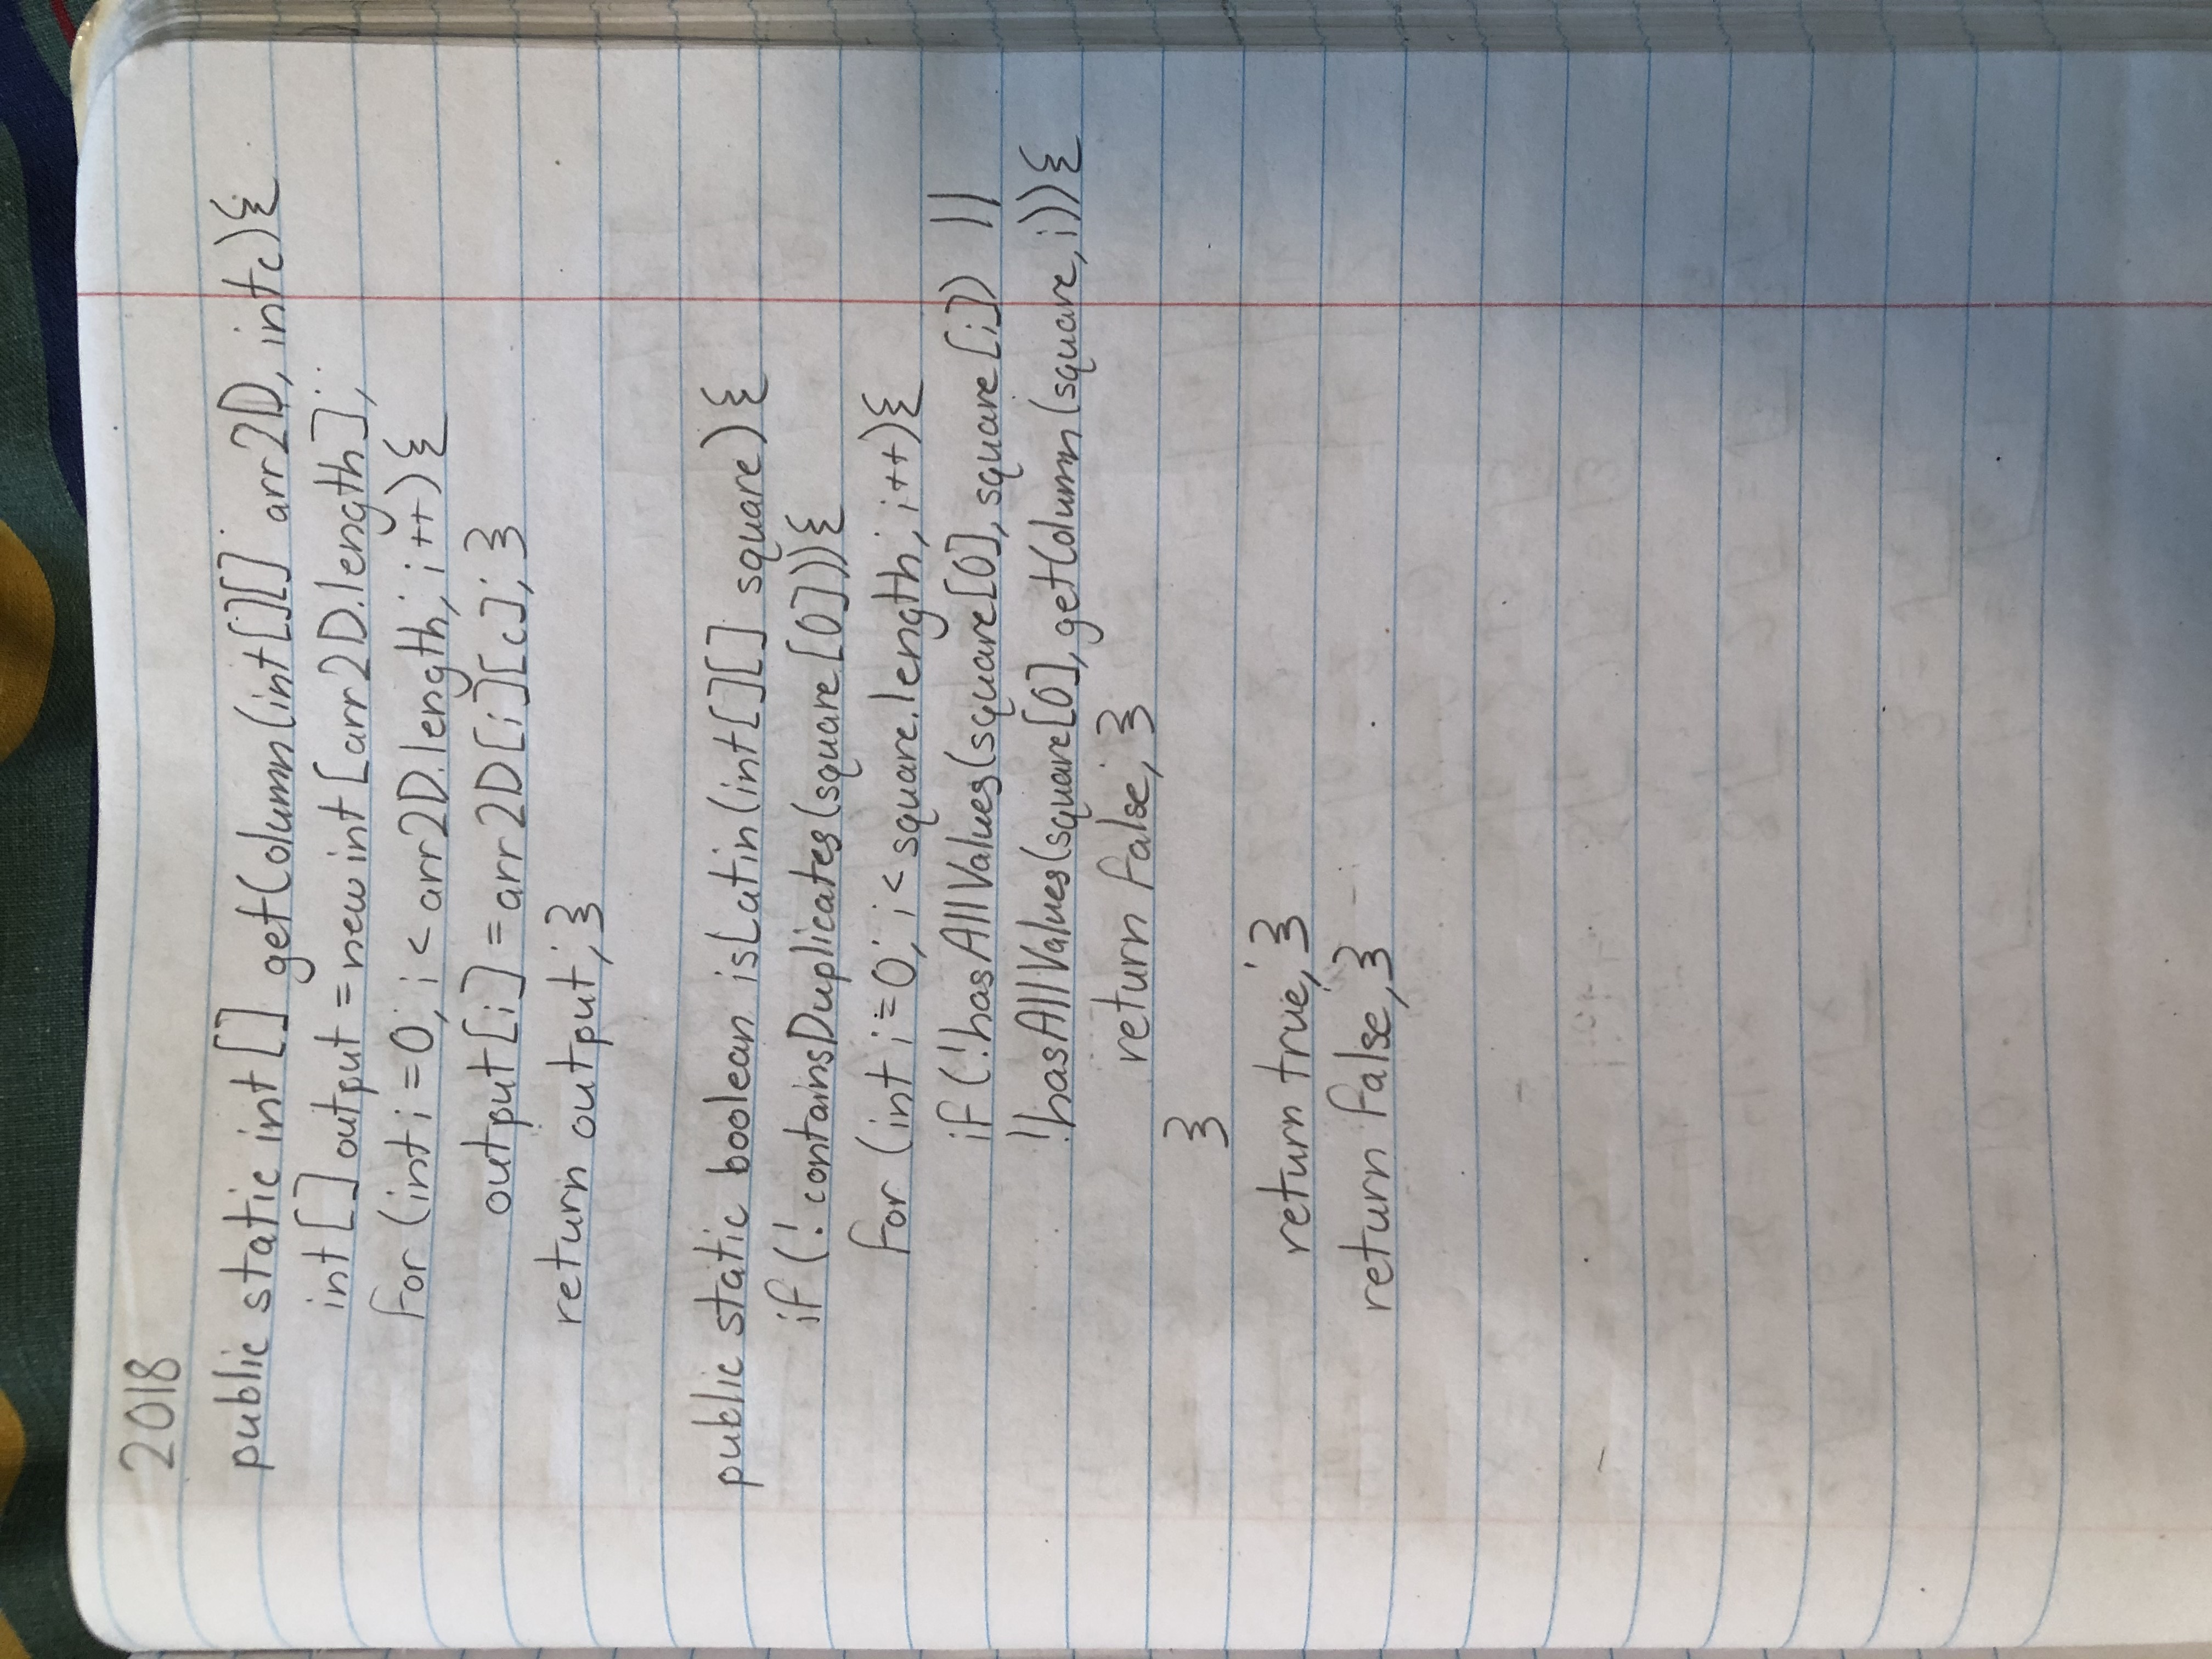 2018
public static int [] getColumn(int[][] arr2D, int c){
int [] output = new int [arr2D.length];
for (int i = 0; i < arr2D.length; i++){
output [i] = arr2D[i][c]; }
return output; }
public static boolean isLatin(int[][] square){
if (! containsDuplicates (square [0])){
for (int i = 0; i < square.length; i++){
if (!hasAllValues(square[0], square [i]) ||
!hasAllValues(square[0], getColumn (square, i)){
return false; }
}
return true; }
return false; }